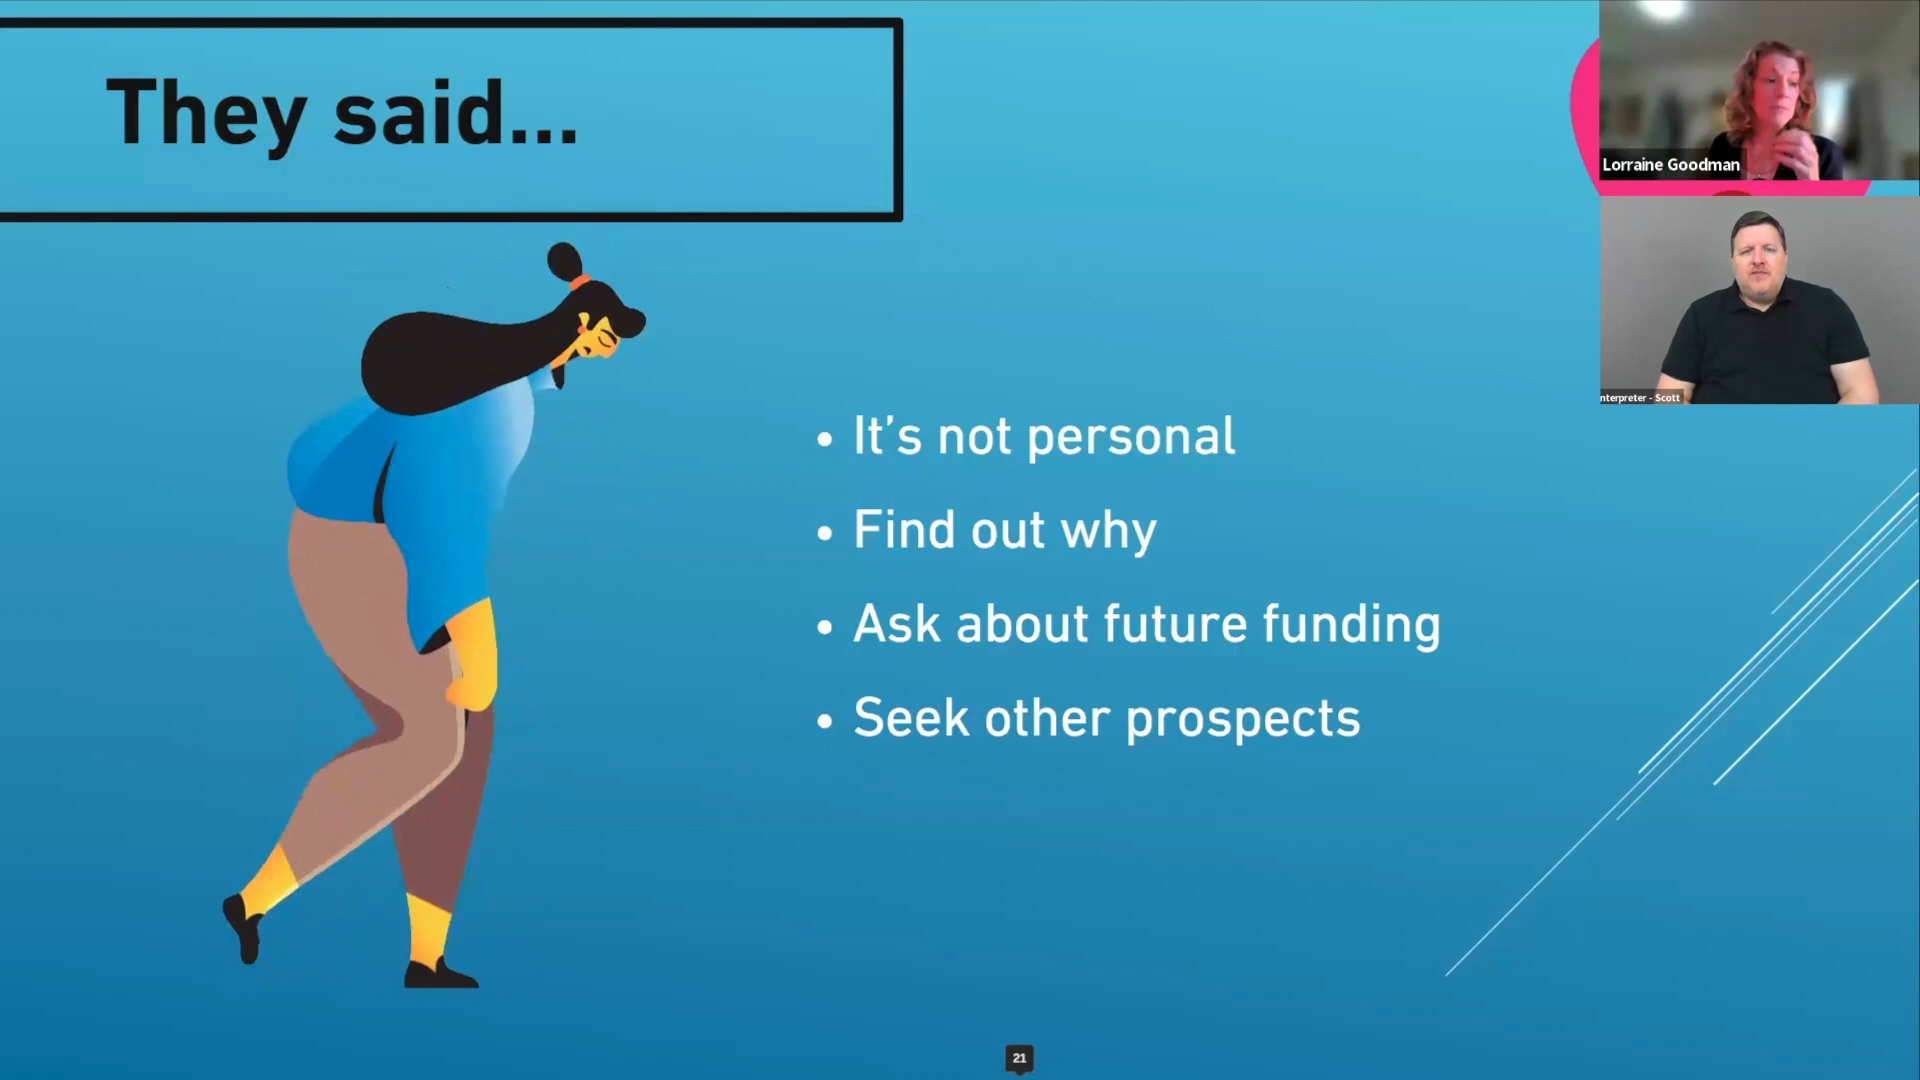 They said...
Lorraine Goodman
nterpreter - Scott
• It’s not personal
• Find out why
• Ask about future funding
• Seek other prospects
21